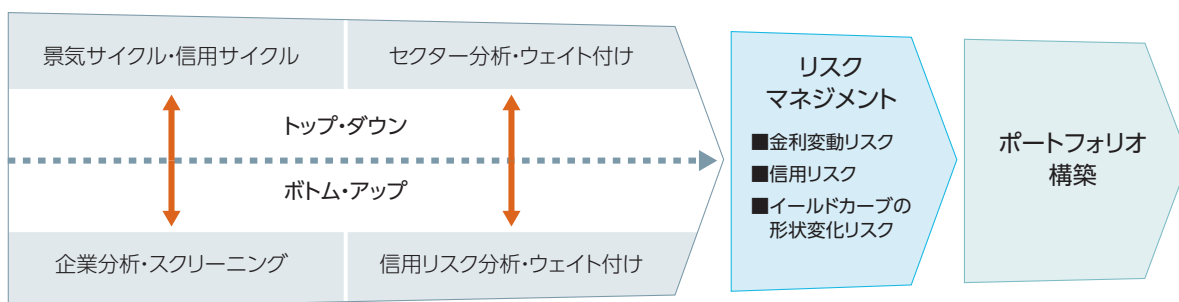 景気サイクル・信用サイクル
セクター分析・ウェイト付け
トップ・ダウン
ボトム・アップ
企業分析・スクリーニング
信用リスク分析・ウェイト付け
リスク
マネジメント
■金利変動リスク
■信用リスク
■イールドカーブの
形状変化リスク
ポートフォリオ
構築